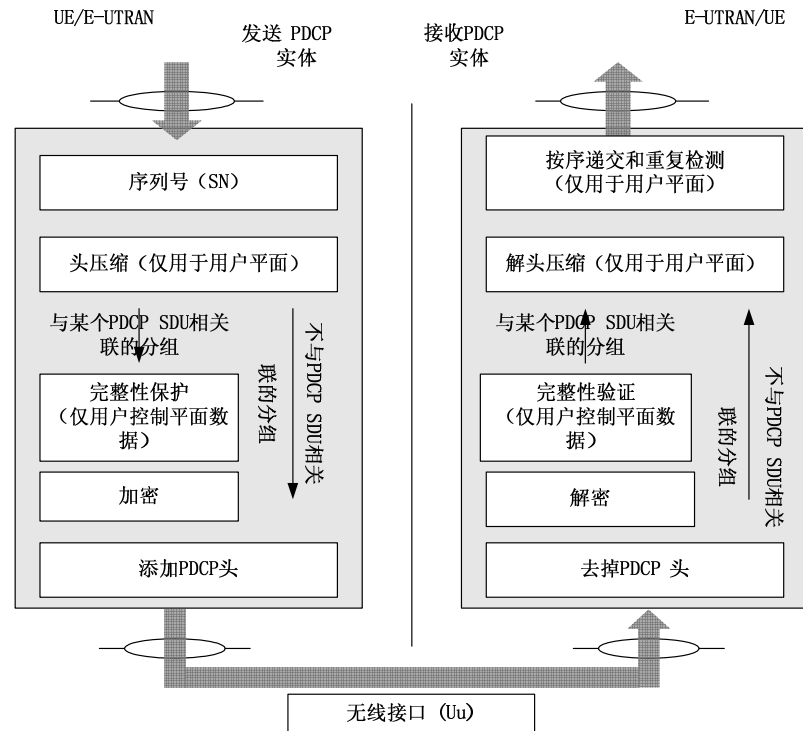 UE/E-UTRAN
发送 PDCP
实体
接收PDCP
实体
E-UTRAN/UE
序列号（SN）
头压缩（仅用于用户平面）
与某个PDCP SDU相关
联的分组
不与PDCP SDU相关
联的分组
完整性保护
（仅用户控制平面数
据）
加密
添加PDCP头
按序递交和重复检测
（仅用于用户平面）
解头压缩（仅用于用户平面）
与某个PDCP SDU相关
联的分组
不与PDCP SDU相关
联的分组
完整性验证
（仅用户控制平面数
据）
解密
去掉PDCP 头
无线接口 (Uu)